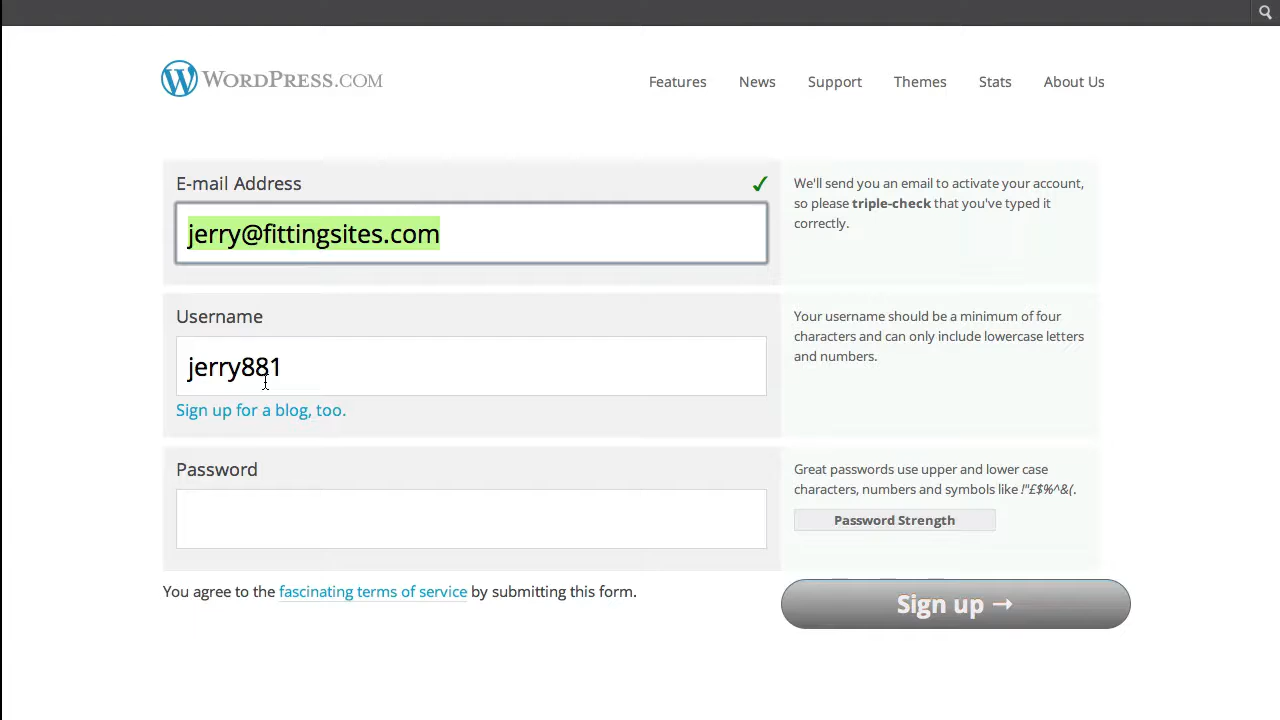 WORDPRESS.COM
Features News Support Themes Stats About Us
E-mail Address
jerry@fittingsites.com
We'll send you an email to activate your account,
so please triple-check that you've typed it
correctly.
Username
jerry881
Sign up for a blog, too.
Your username should be a minimum of four
characters and can only include lowercase letters
and numbers.
Password
Great passwords use upper and lower case
characters, numbers and symbols like !"£$%^&(.
Password Strength
You agree to the fascinating terms of service by submitting this form.
Sign up →